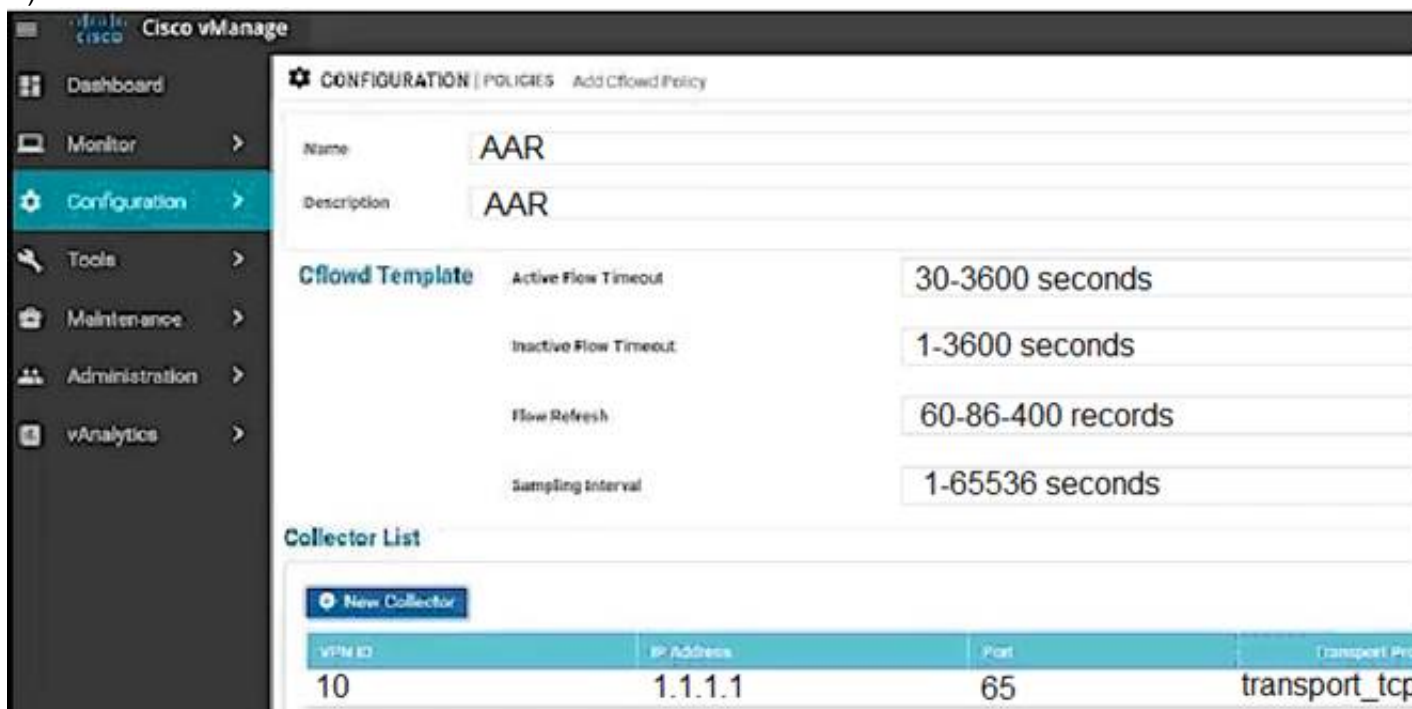 )
CISCO Cisco vManage
Dashboard
Monitor
Configuration
Tools
Maintenance
Administration
vAnalytics
CONFIGURATION | POLICIES Add Cflowd Policy
Name AAR
Description AAR
Cflowd Template
Active Flow Timeout 30-3600 seconds
Inactive Flow Timeout 1-3600 seconds
Flow Refresh 60-86-400 records
Sampling Interval 1-65536 seconds
Collector List
New Collector
VPN ID IP Address Port Transport Pro
10 1.1.1.1 65 transport_tcp